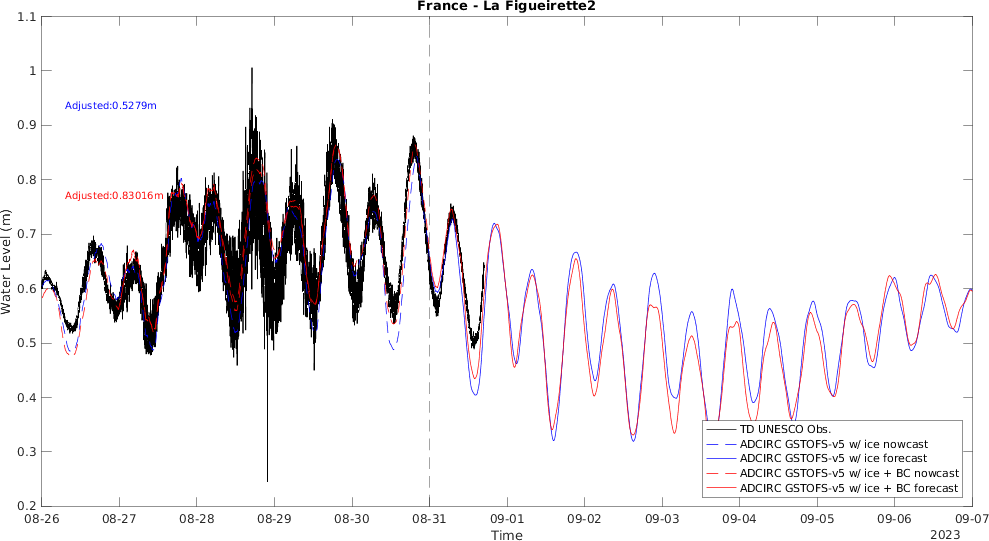 France - La Figueirette2
1.1
1
0.9
0.8
0.7
0.6
0.5
0.4
0.3
0.2
Water Level (m)
Adjusted:0.5279m
Adjusted:0.83016m
TD UNESCO Obs.
ADCIRC GSTOFS-v5 w/ ice nowcast
ADCIRC GSTOFS-v5 w/ ice forecast
ADCIRC GSTOFS-v5 w/ ice + BC nowcast
ADCIRC GSTOFS-v5 w/ ice + BC forecast
08-26 08-27 08-28 08-29 08-30 08-31 09-01 09-02 09-03 09-04 09-05 09-06 09-07
Time
2023